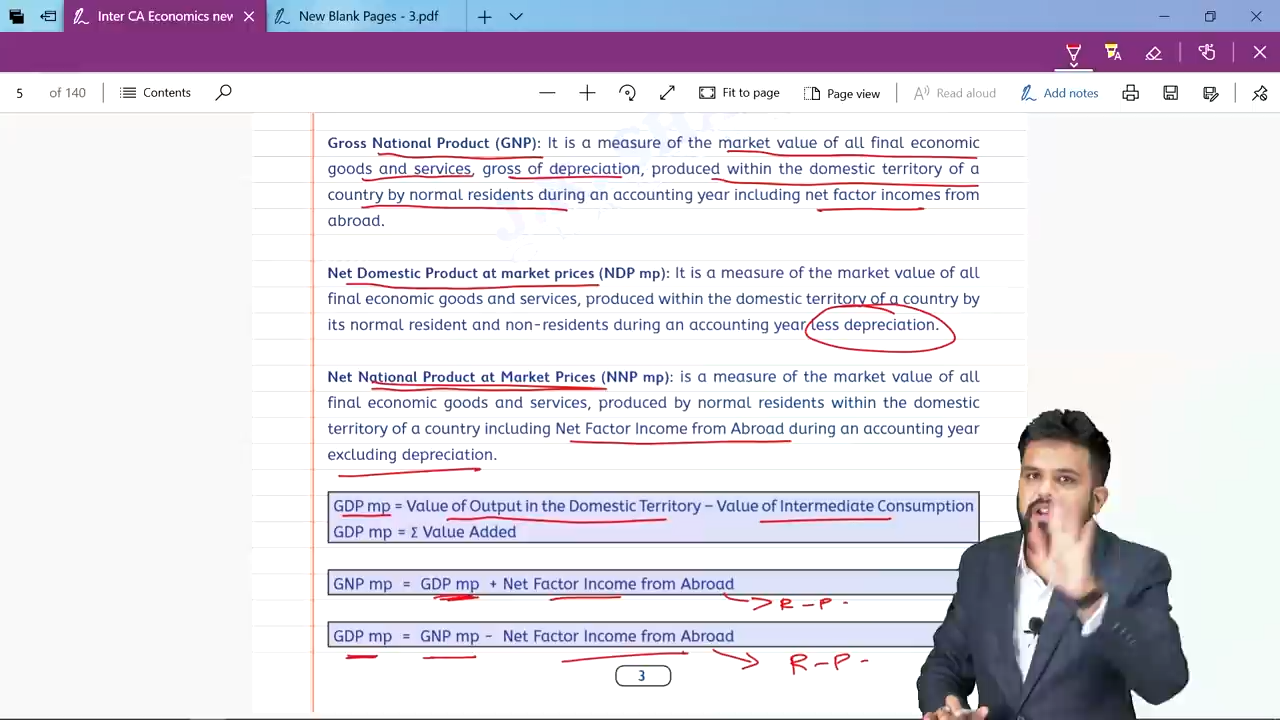 Inter CA Economics new
New Blank Pages - 3.pdf
5 of 140
Contents
Fit to page
Page view
Read aloud
Add notes
Gross National Product (GNP): It is a measure of the market value of all final economic
goods and services, gross of depreciation, produced within the domestic territory of a
country by normal residents during an accounting year including net factor incomes from
abroad.
Net Domestic Product at market prices (NDP mp): It is a measure of the market value of all
final economic goods and services, produced within the domestic territory of a country by
its normal resident and non-residents during an accounting year less depreciation.
Net National Product at Market Prices (NNP mp): is a measure of the market value of all
final economic goods and services, produced by normal residents within the domestic
territory of a country including Net Factor Income from Abroad during an accounting year
excluding depreciation.
GDP mp = Value of Output in the Domestic Territory – Value of Intermediate Consumption
GDP mp = Σ Value Added
GNP mp = GDP mp + Net Factor Income from Abroad
R-P
GDP mp = GNP mp - Net Factor Income from Abroad
R-P
3